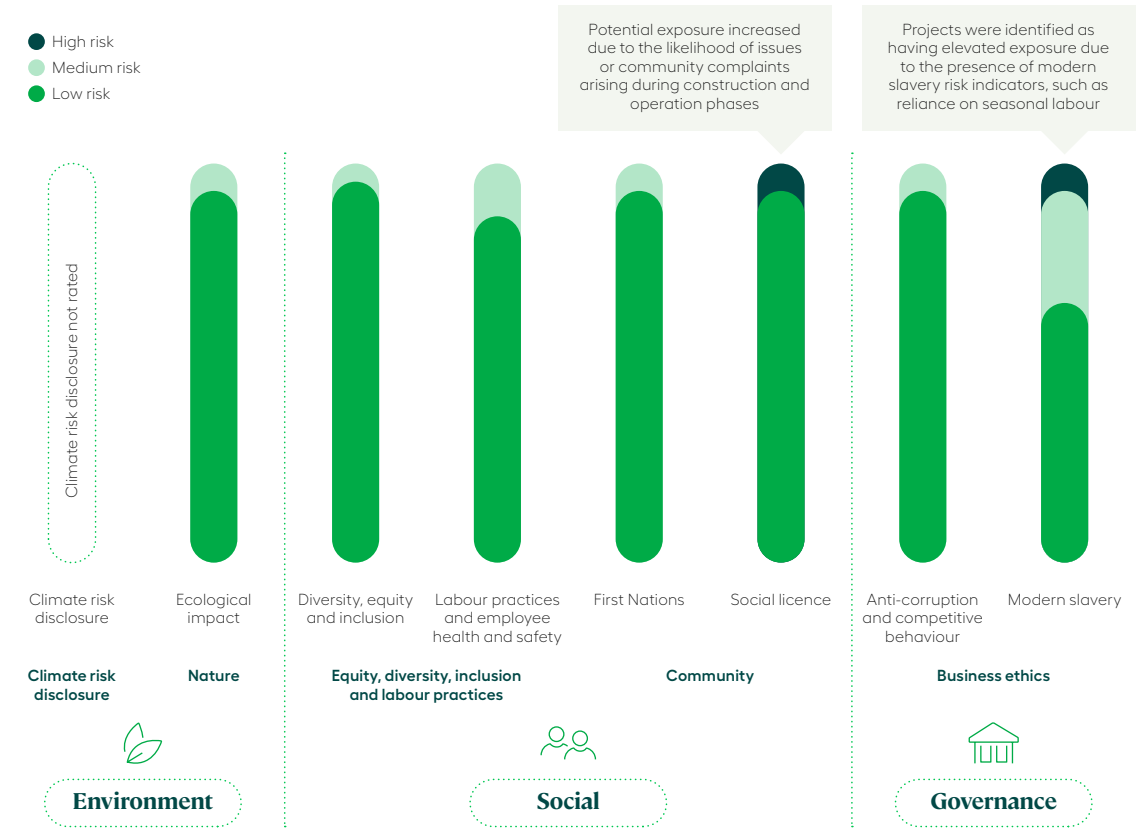 High risk
Medium risk
Low risk
Potential exposure increased
due to the likelihood of issues
or community complaints
arising during construction and
operation phases
Projects were identified as
having elevated exposure due
to the presence of modern
slavery risk indicators, such as
reliance on seasonal labour
Climate risk disclosure not rated
Climate risk
disclosure
Ecological
impact
Diversity, equity
and inclusion
Labour practices
and employee
health and safety
First Nations
Social licence
Anti-corruption
and competitive
behaviour
Modern slavery
Climate risk
disclosure
Nature
Equity, diversity, inclusion
and labour practices
Community
Business ethics
Environment
Social
Governance